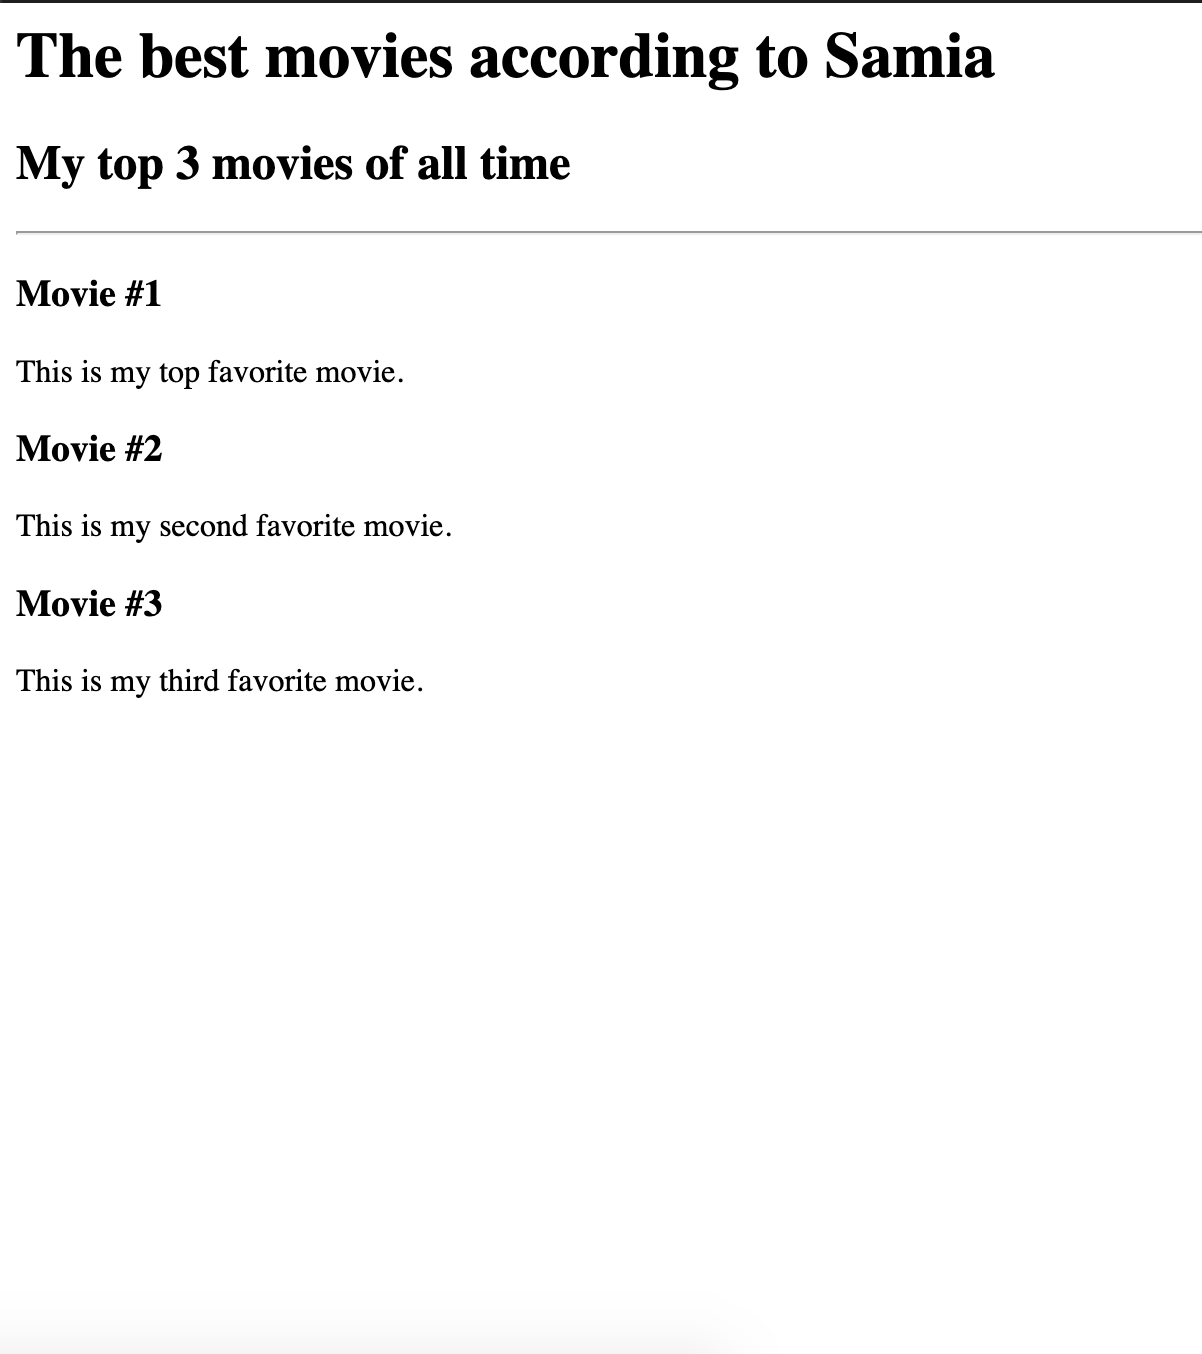 The best movies according to Samia
My top 3 movies of all time
Movie #1
This is my top favorite movie.
Movie #2
This is my second favorite movie.
Movie #3
This is my third favorite movie.